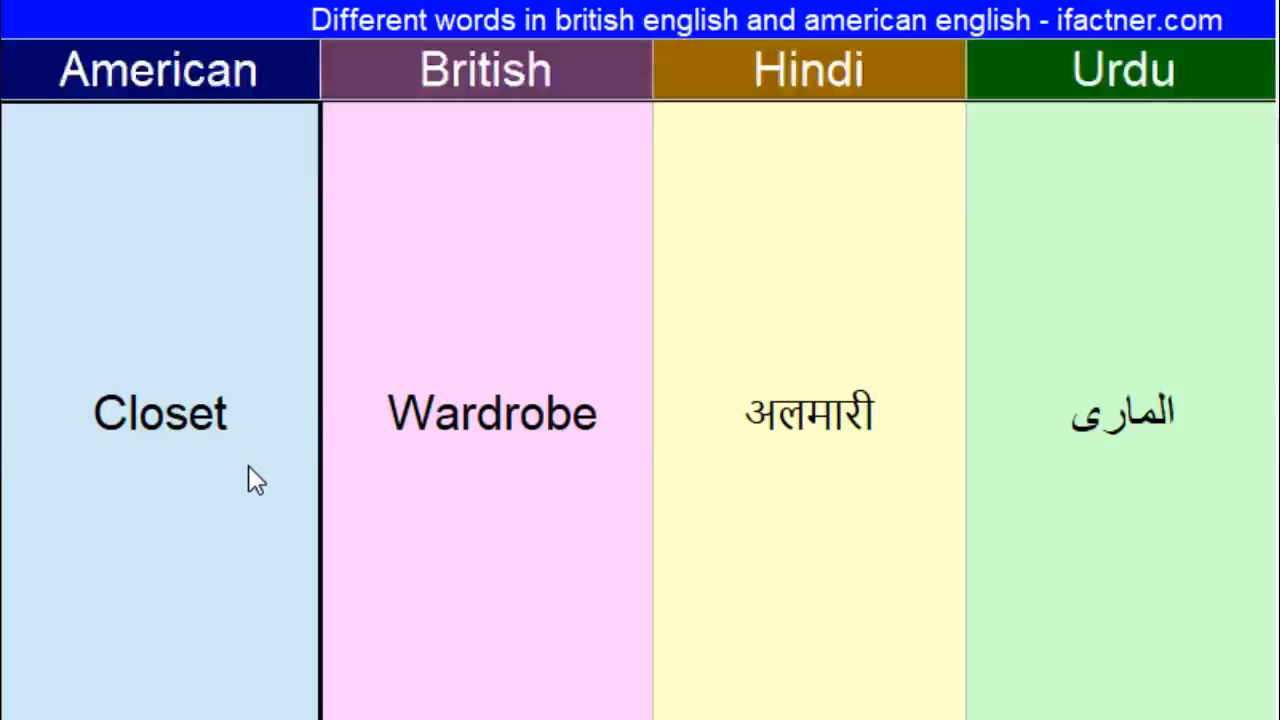 Different words in british english and american english - ifactner.com
American British Hindi Urdu
Closet Wardrobe अलमारी الماری